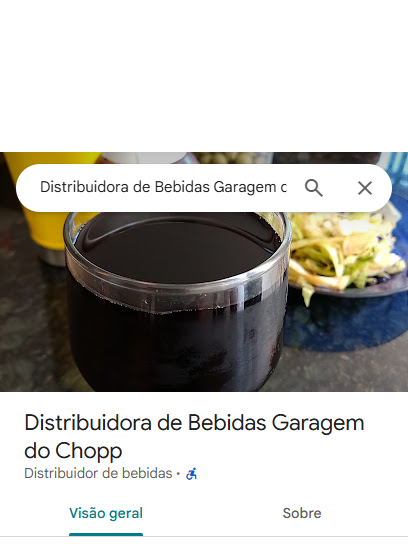 Distribuidora de Bebidas Garagem d
Distribuidora de Bebidas Garagem
do Chopp
Distribuidor de bebidas ·
Visão geral
Sobre